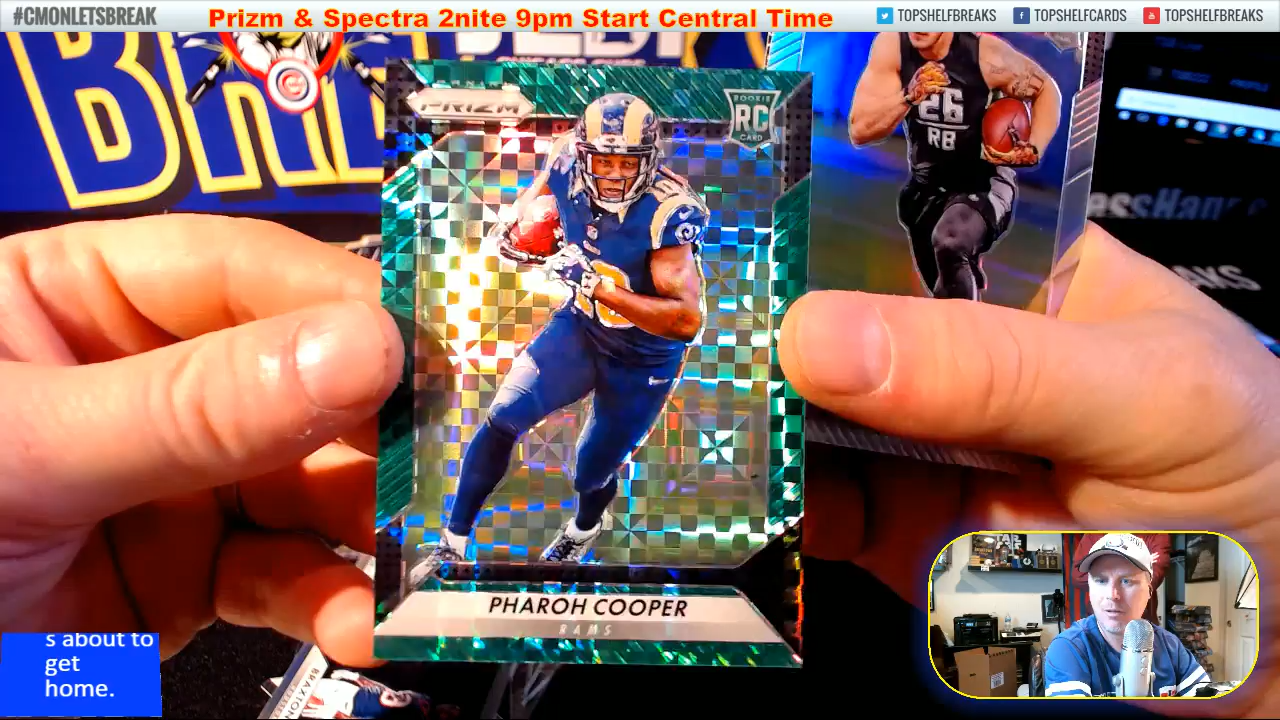 #CMONLETSBREAK
Prizm & Spectra 2nite 9pm Start Central Time
TOPSHELFBREAKS
TOPSHELFCARDS
TOPSHELFBREAKS
PRIZM
ROOKIE
RC
CARD
26
RB
PHAROH COOPER
RAMS
s about to
get
home.
BRAXTON